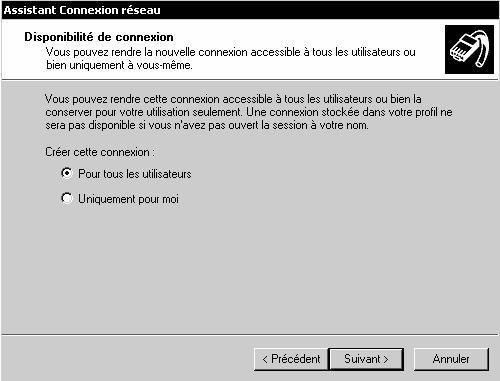 Assistant Connexion réseau
Disponibilité de connexion
Vous pouvez rendre la nouvelle connexion accessible à tous les utilisateurs ou
bien uniquement à vous-même.
Vous pouvez rendre cette connexion accessible à tous les utilisateurs ou bien la
conserver pour votre utilisation seulement. Une connexion stockée dans votre profil ne
sera pas disponible si vous n'avez pas ouvert la session à votre nom.
Créer cette connexion :
Pour tous les utilisateurs
Uniquement pour moi
< Précédent
Suivant >
Annuler